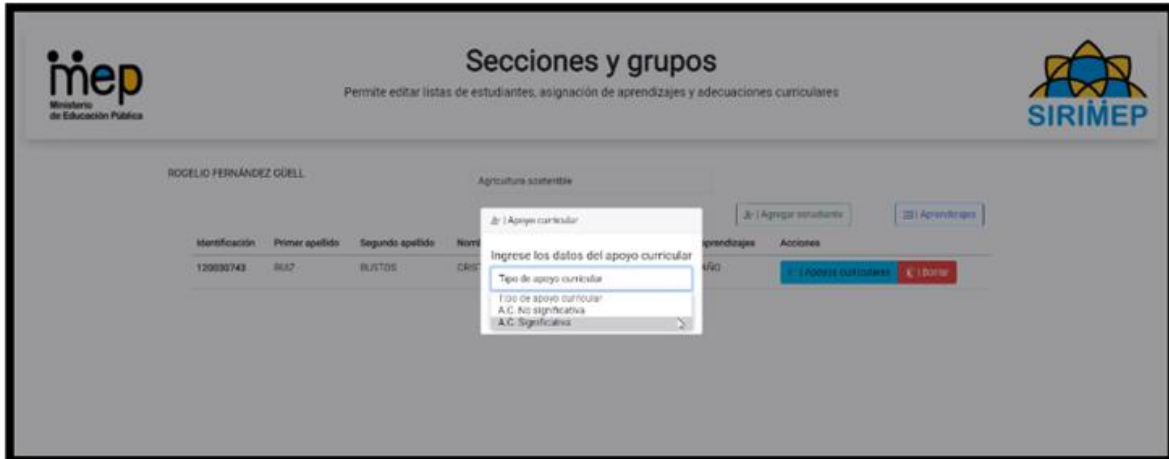 mep
Ministerio
de Educación Pública
Secciones y grupos
Permite editar listas de estudiantes, asignación de aprendizajes y adecuaciones curriculares
SIRIMEP
ROGELIO FERNÁNDEZ GÜELL
Agricultura sostenible
| Agregar estudiante
| Aprendizajes
| Apoyo curricular
Identificación Primer apellido Segundo apellido Acciones
120030743 RUIZ BUSTOS | Apoyos curriculares | Borrar
Ingrese los datos del apoyo curricular
Tipo de apoyo curricular
Tipo de apoyo curricular
A.C. No significativa
A.C. Significativa